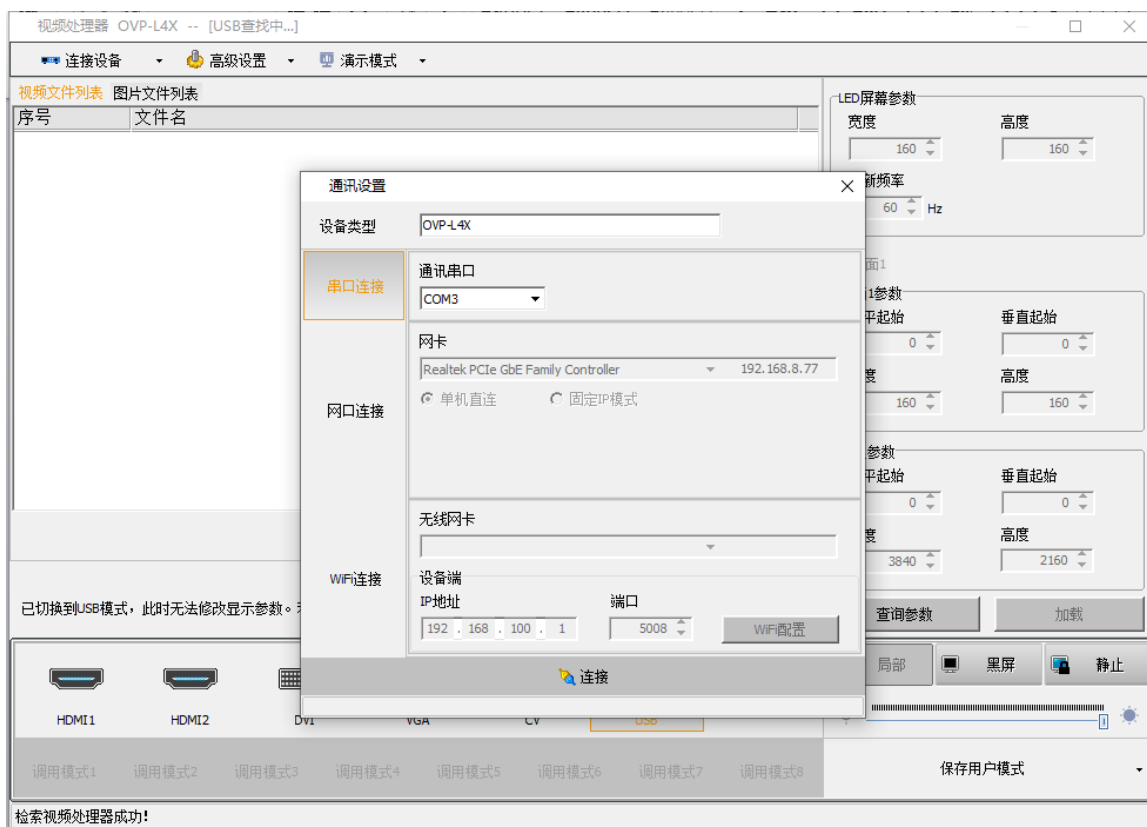 视频处理器 OVP-L4X -- [USB查找中...]
连接设备 高级设置 演示模式
视频文件列表 图片文件列表
序号 文件名
LED屏幕参数
宽度 高度
160 160
新频率
60 Hz
面1
1参数
平起始 垂直起始
0 0
度 高度
160 160
参数
平起始 垂直起始
0 0
度 高度
3840 2160
查询参数 加载
通讯设置
设备类型 OVP-L4X
串口连接
通讯串口
COM3
网口连接
网卡
Realtek PCIe GbE Family Controller 192.168.8.77
单机直连 固定IP模式
WiFi连接
无线网卡
设备端
IP地址 端口
192 . 168 . 100 . 1 5008 WiFi配置
连接
已切换到USB模式，此时无法修改显示参数。
局部 黑屏 静止
HDMI1 HDMI2 DVI VGA CV USB
调用模式1 调用模式2 调用模式3 调用模式4 调用模式5 调用模式6 调用模式7 调用模式8
保存用户模式
检索视频处理器成功!